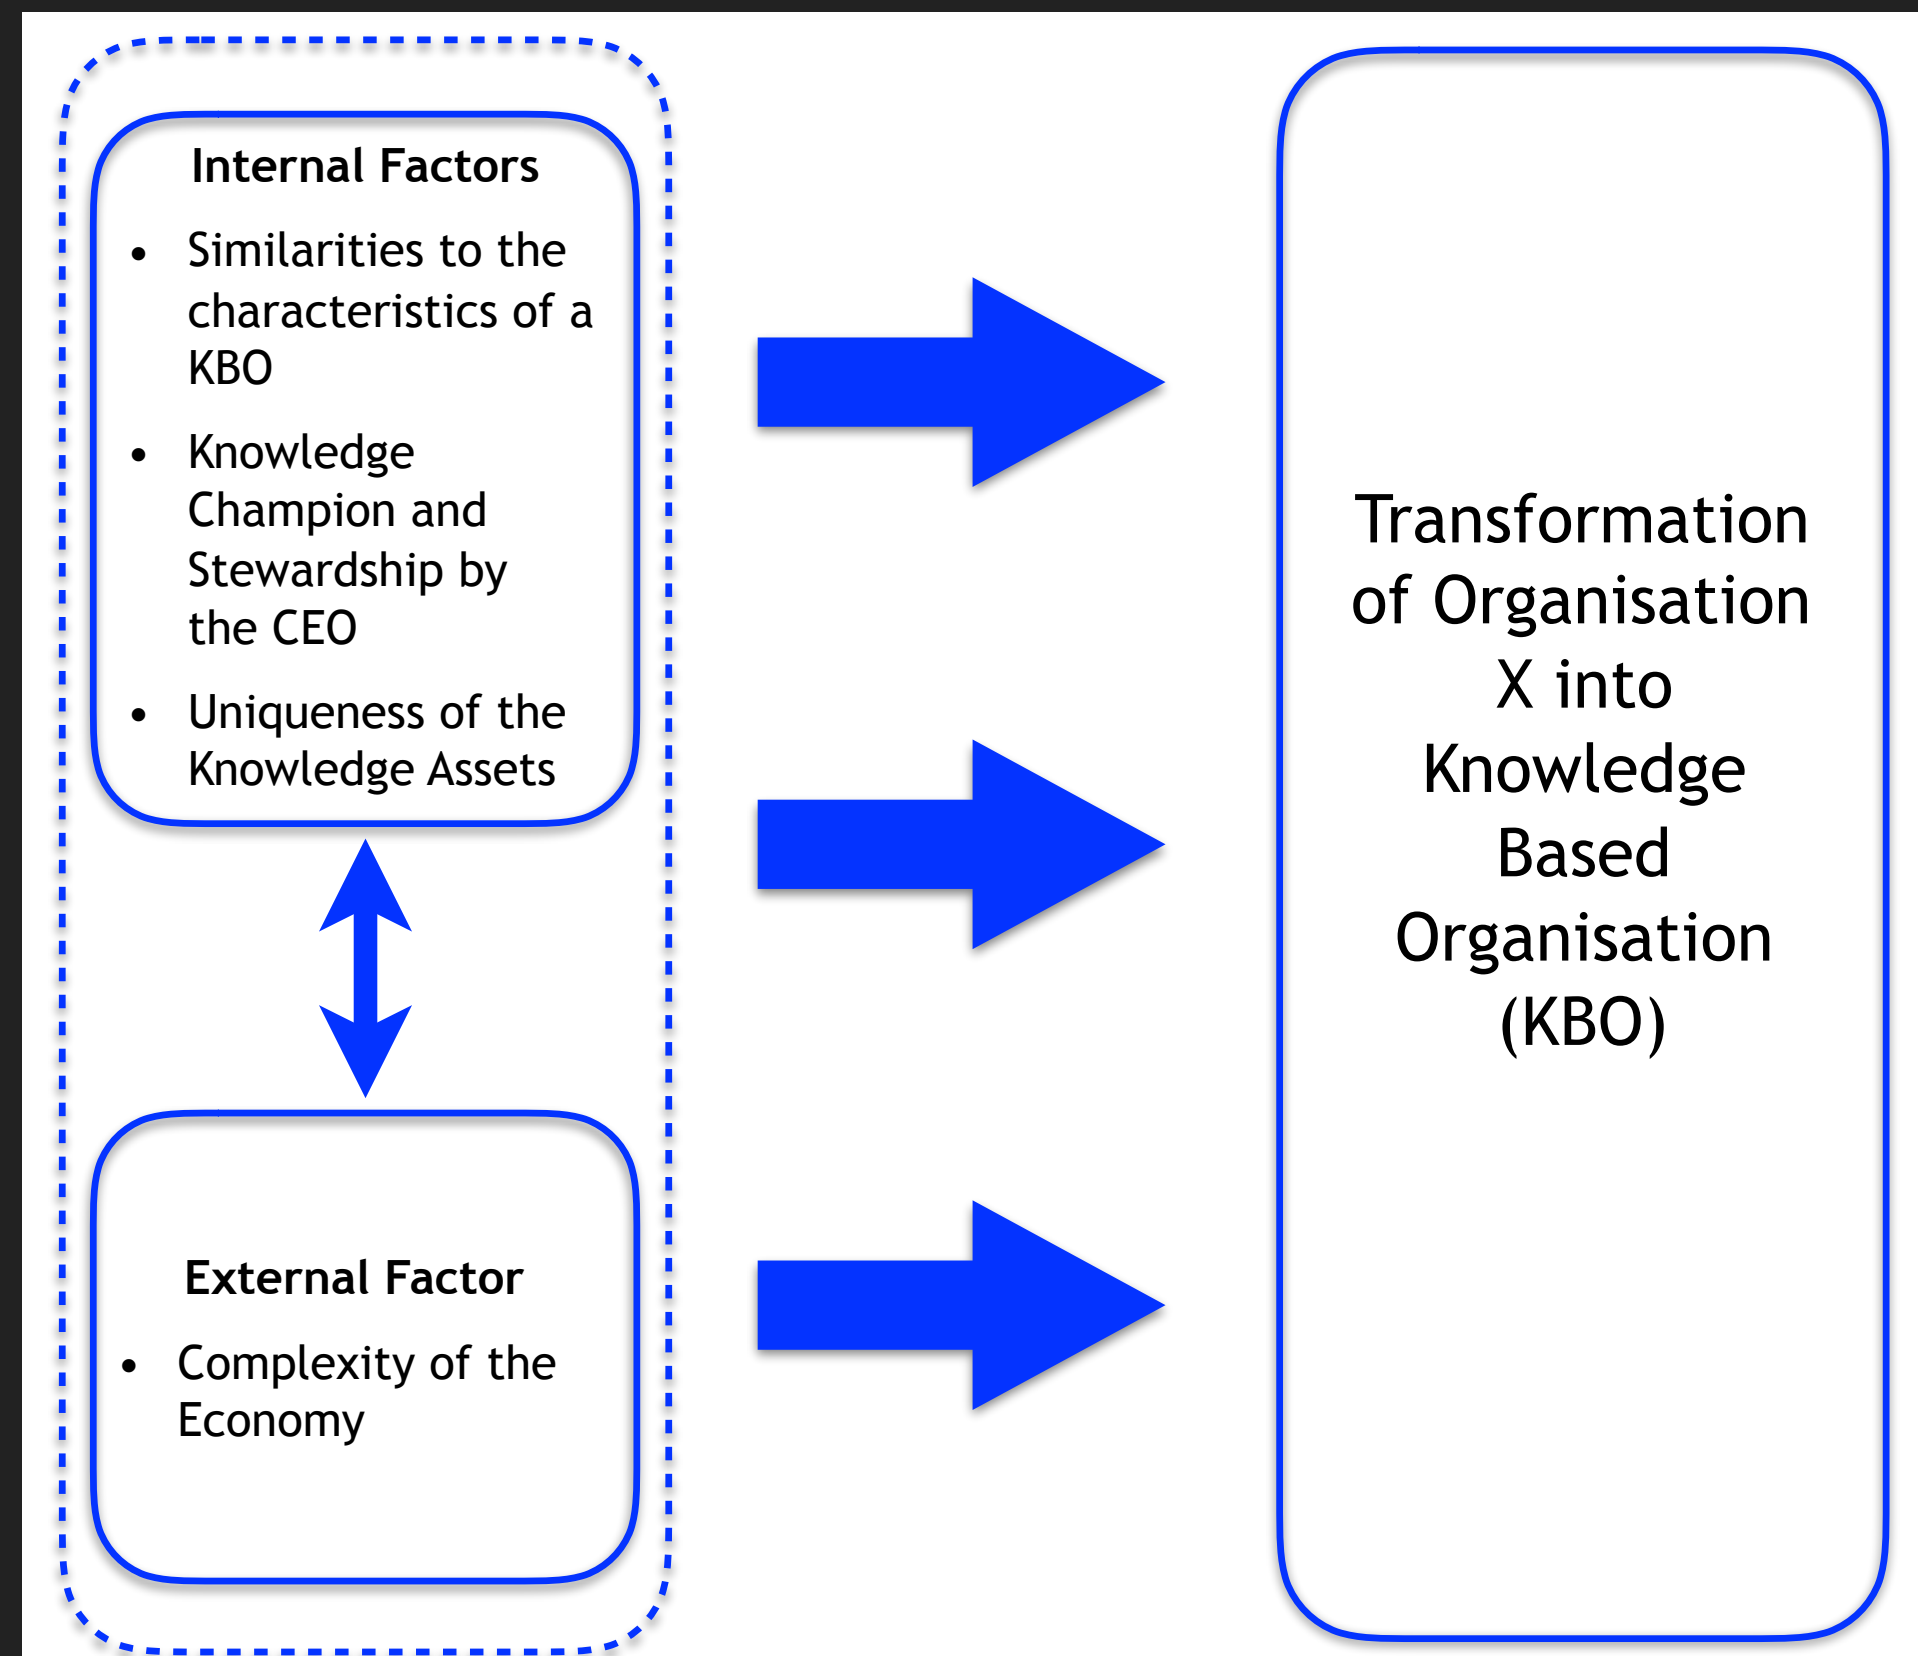 Internal Factors
• Similarities to the
characteristics of a
KBO
• Knowledge
Champion and
Stewardship by
the CEO
• Uniqueness of the
Knowledge Assets
External Factor
• Complexity of the
Economy
Transformation
of Organisation
X into
Knowledge
Based
Organisation
(KBO)